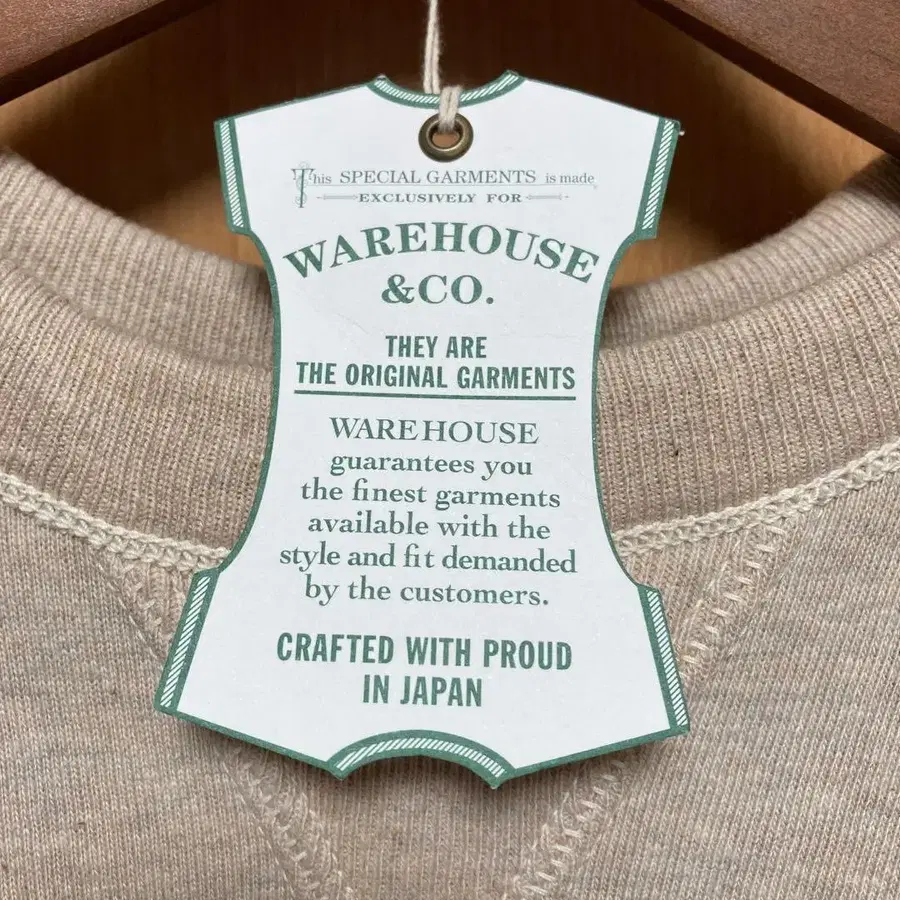 This SPECIAL GARMENTS is made
EXCLUSIVELY FOR
WAREHOUSE
&CO.
THEY ARE
THE ORIGINAL GARMENTS
WAREHOUSE
guarantees you
the finest garments
available with the
style and fit demanded
by the customers.
CRAFTED WITH PROUD
IN JAPAN